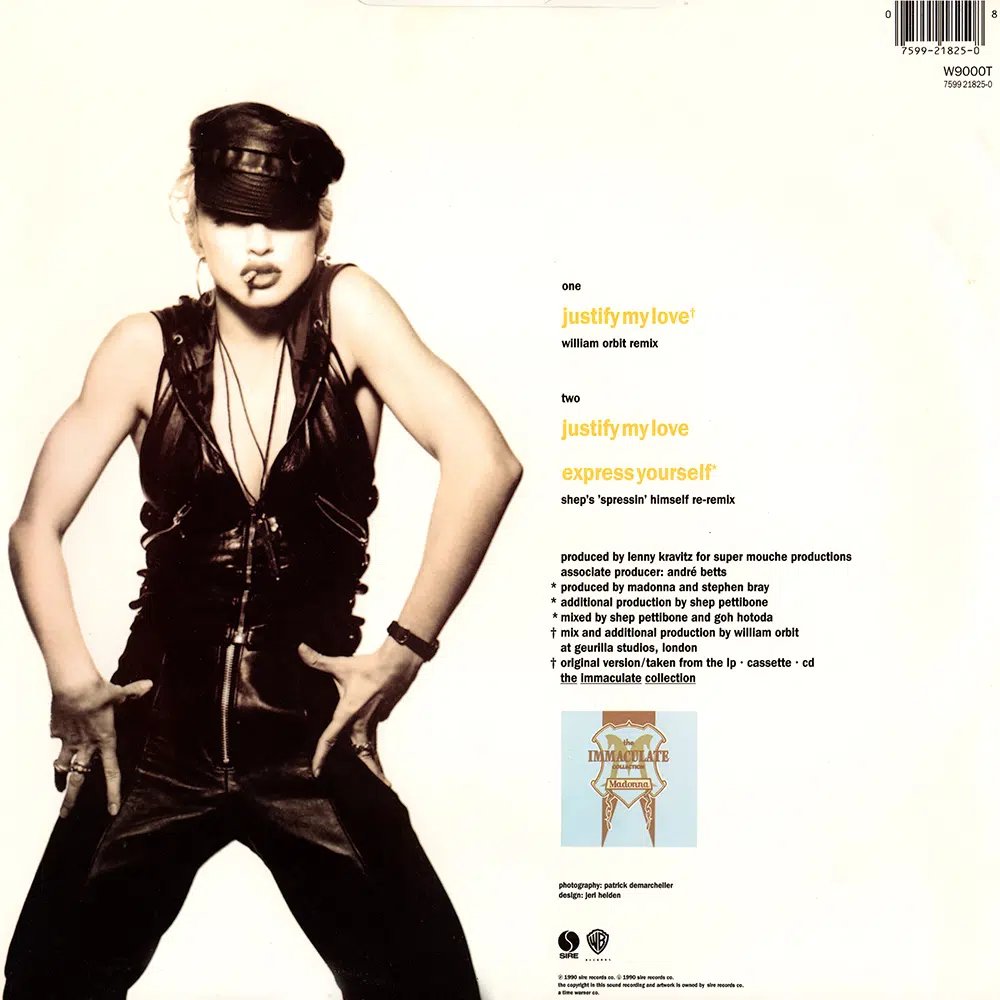 0 8
7599-21825-0
W9000T
7599 21825-0
one
justify my love†
william orbit remix
two
justify my love
express yourself*
shep's 'spressin' himself re-remix
produced by lenny kravitz for super mouche productions
associate producer: andré betts
* produced by madonna and stephen bray
* additional production by shep pettibone
* mixed by shep pettibone and goh hotoda
† mix and additional production by william orbit
at geurilla studios, london
† original version/taken from the lp · cassette · cd
the immaculate collection
the
IMMACULATE
COLLECTION
Madonna
photography: patrick demarchelier
design: jeri heiden
SIRE
WB
RECORDS
℗ 1990 sire records co. © 1990 sire records co.
the copyright in this sound recording and artwork is owned by sire records co.
a time warner co.